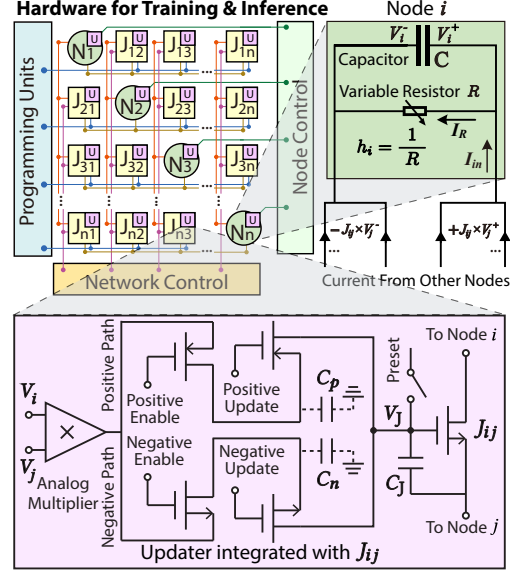 Hardware for Training & Inference
Programming Units
N1 U J12 U J13 U J1n U
...
J21 U N2 U J23 U J2n U
...
J31 U J32 U N3 U J3n U
...
Jn1 U Jn2 U Jn3 U Nn U
...
Node Control
Network Control
Node i
Vi- Vi+
Capacitor C
Variable Resistor R
IR
hi = 1/R
Iin
-Jij×Vj- +Jij×Vj+
... ...
Current From Other Nodes
Vi
Vj
×
Analog
Multiplier
Positive Path
Negative Path
Positive
Enable
Negative
Enable
Positive
Update
Negative
Update
Cp
Cn
Preset
VJ
CJ
To Node i
Jij
To Node j
Updater integrated with Jij